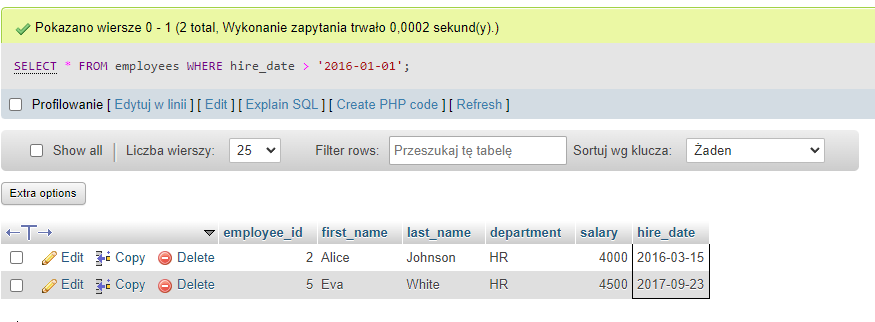 Pokazano wiersze 0 - 1 (2 total, Wykonanie zapytania trwało 0,0002 sekund(y).)
SELECT * FROM employees WHERE hire_date > '2016-01-01';
Profilowanie [ Edytuj w linii ] [ Edit ] [ Explain SQL ] [ Create PHP code ] [ Refresh ]
Show all Liczba wierszy: 25 Filter rows: Przeszukaj tę tabelę Sortuj wg klucza: Żaden
Extra options
←T→ employee_id first_name last_name department salary hire_date
Edit Copy Delete 2 Alice Johnson HR 4000 2016-03-15
Edit Copy Delete 5 Eva White HR 4500 2017-09-23